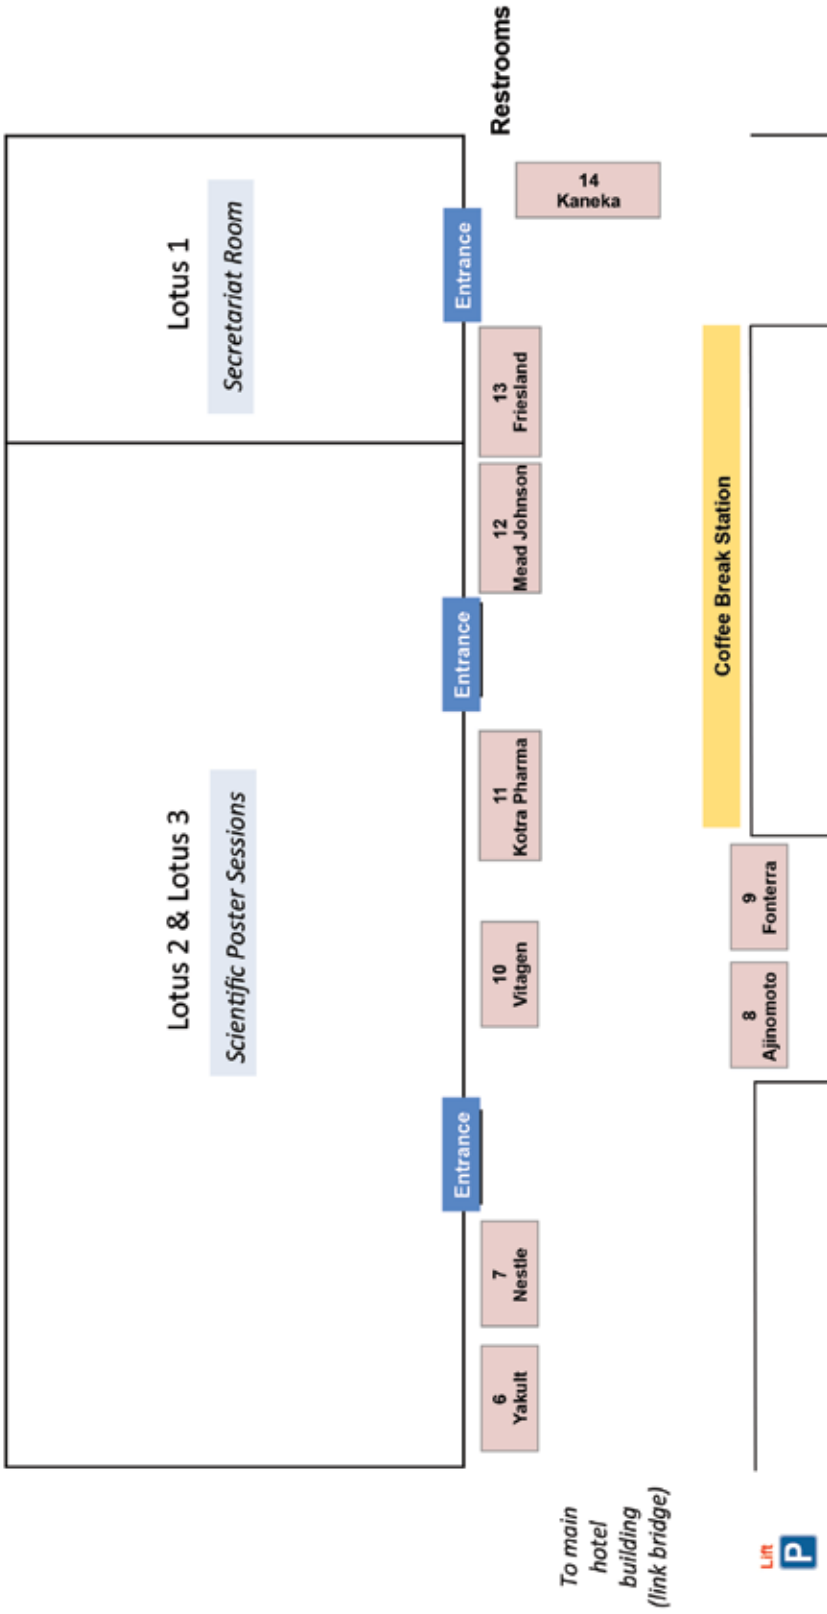 Restrooms
Lotus 1
Secretariat Room
Entrance
14
Kaneka
13
Friesland
12
Mead Johnson
Entrance
Coffee Break Station
Lotus 2 & Lotus 3
Scientific Poster Sessions
11
Kotra Pharma
10
Vitagen
9
Fonterra
8
Ajinomoto
Entrance
7
Nestle
6
Yakult
To main
hotel
building
(link bridge)
Lift
P